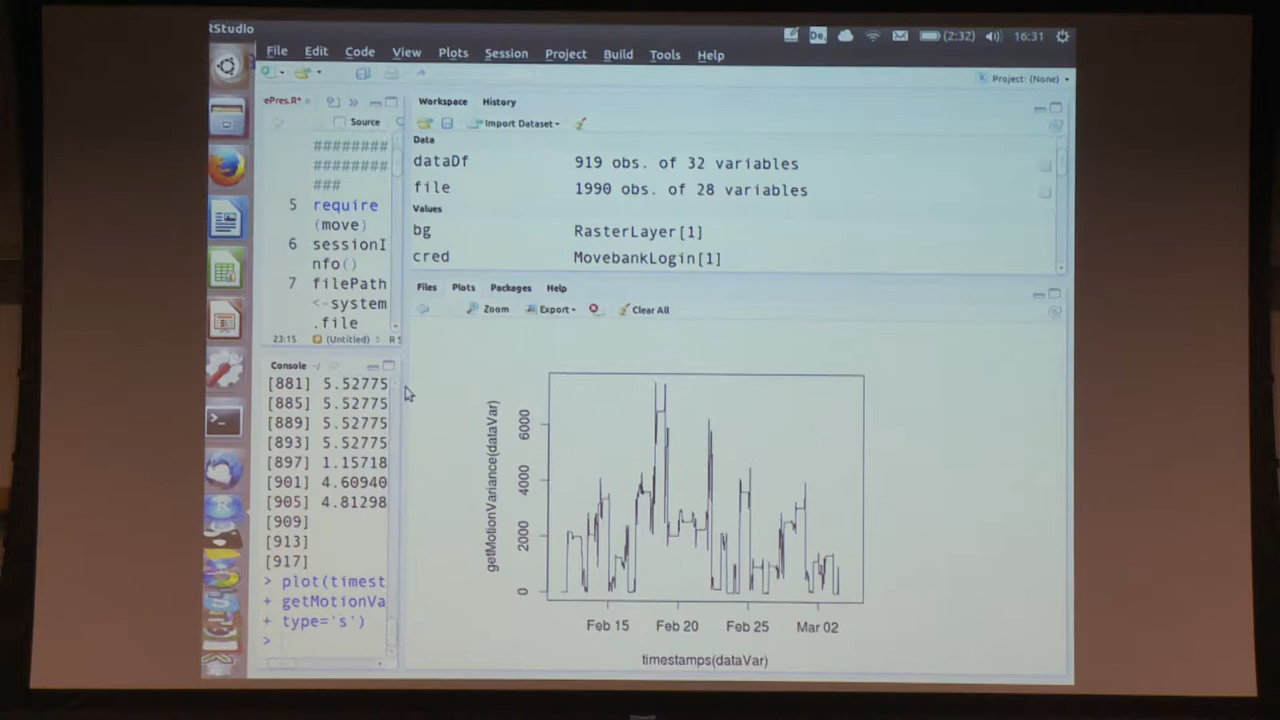 RStudio
De
(2:32)
16:31
File Edit Code View Plots Session Project Build Tools Help
Project: (None)
ePres.R*
Source
########
########
###
5 require
(move)
6 sessionI
nfo()
7 filePath
<-system
.file
23:15
(Untitled)
Console
[881] 5.52775
[885] 5.52775
[889] 5.52775
[893] 5.52775
[897] 1.15718
[901] 4.60940
[905] 4.81298
[909]
[913]
[917]
> plot(timest
+ getMotionVa
+ type='s')
>
Workspace History
Import Dataset
Data
dataDf 919 obs. of 32 variables
file 1990 obs. of 28 variables
Values
bg RasterLayer[1]
cred MovebankLogin[1]
Files Plots Packages Help
Zoom Export Clear All
getMotionVariance(dataVar)
6000
4000
2000
0
Feb 15 Feb 20 Feb 25 Mar 02
timestamps(dataVar)